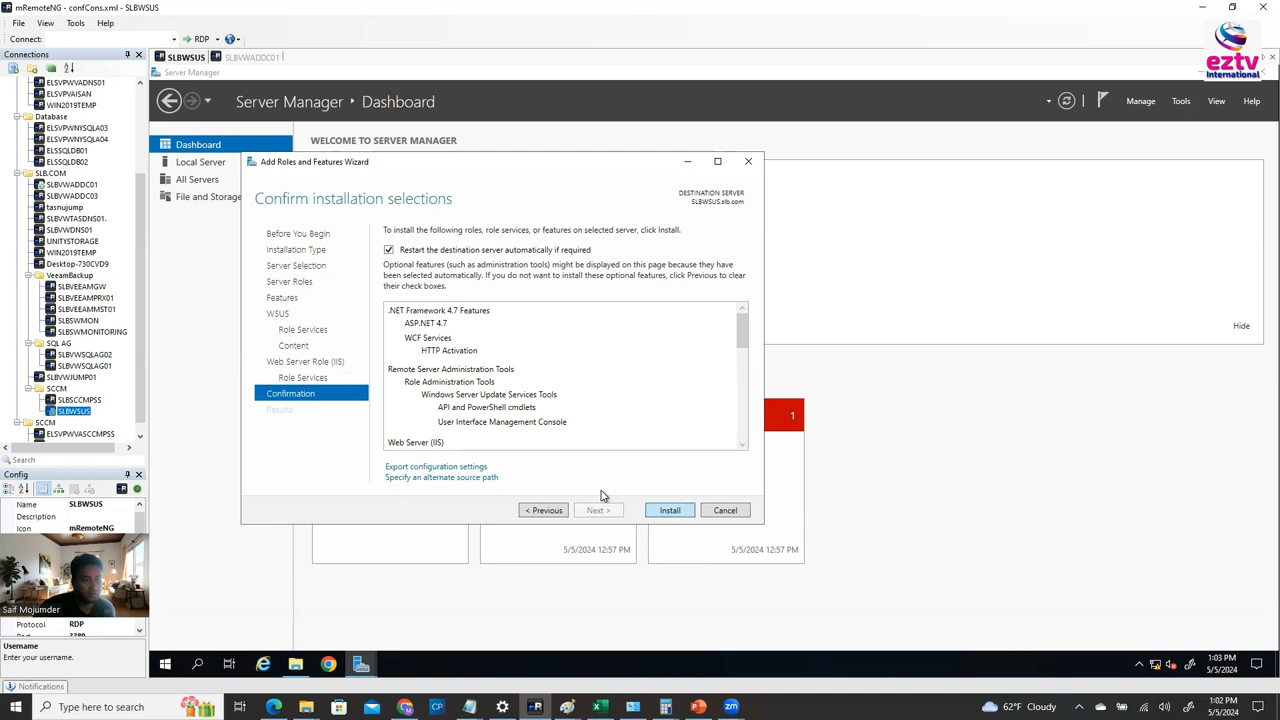 mRemoteNG - confCons.xml - SLBWSUS
File View Tools Help
Connect: RDP
Connections
SLBWSUS SLBVWADDC01
Server Manager
eztv
International
Server Manager ▸ Dashboard
Manage Tools View Help
ELSVPWVADNS01
ELSVPVAISAN
WIN2019TEMP
Database
ELSVPWVNYSQLA03
ELSVPWVNYSQLA04
ELSSQLDB01
ELSSQLDB02
SLB.COM
SLBVWADDC01
SLBVWADDC03
tasnujump
SLBVWTASDNS01.
SLBVWDNS01
UNITYSTORAGE
WIN2019TEMP
Desktop-730CVD9
VeeamBackup
SLBVEEAMGW
SLBVEEAMPRX01
SLBVEEAMMST01
SLBSWMON
SLBSWMONITORING
SQL AG
SLBVWSQLAG02
SLBVWSQLAG01
SLBVWJUMP01
SCCM
SLBSCCMPSS
SLBWSUS
SCCM
ELSVPWVASCCMPSS
Search
Config
Name SLBWSUS
Description
Icon mRemoteNG
Saif Mojumder
Protocol RDP
Username
Enter your username.
Notifications
Dashboard
Local Server
All Servers
File and Storage
WELCOME TO SERVER MANAGER
Add Roles and Features Wizard
Confirm installation selections
DESTINATION SERVER
SLBWSUS.slb.com
Before You Begin
Installation Type
Server Selection
Server Roles
Features
WSUS
Role Services
Content
Web Server Role (IIS)
Role Services
Confirmation
Results
To install the following roles, role services, or features on selected server, click Install.
Restart the destination server automatically if required
Optional features (such as administration tools) might be displayed on this page because they have
been selected automatically. If you do not want to install these optional features, click Previous to clear
their check boxes.
.NET Framework 4.7 Features
ASP.NET 4.7
WCF Services
HTTP Activation
Remote Server Administration Tools
Role Administration Tools
Windows Server Update Services Tools
API and PowerShell cmdlets
User Interface Management Console
Web Server (IIS)
Export configuration settings
Specify an alternate source path
< Previous Next > Install Cancel
Hide
1
5/5/2024 12:57 PM 5/5/2024 12:57 PM
1:03 PM
5/5/2024
Type here to search
62°F Cloudy
1:02 PM
5/5/2024